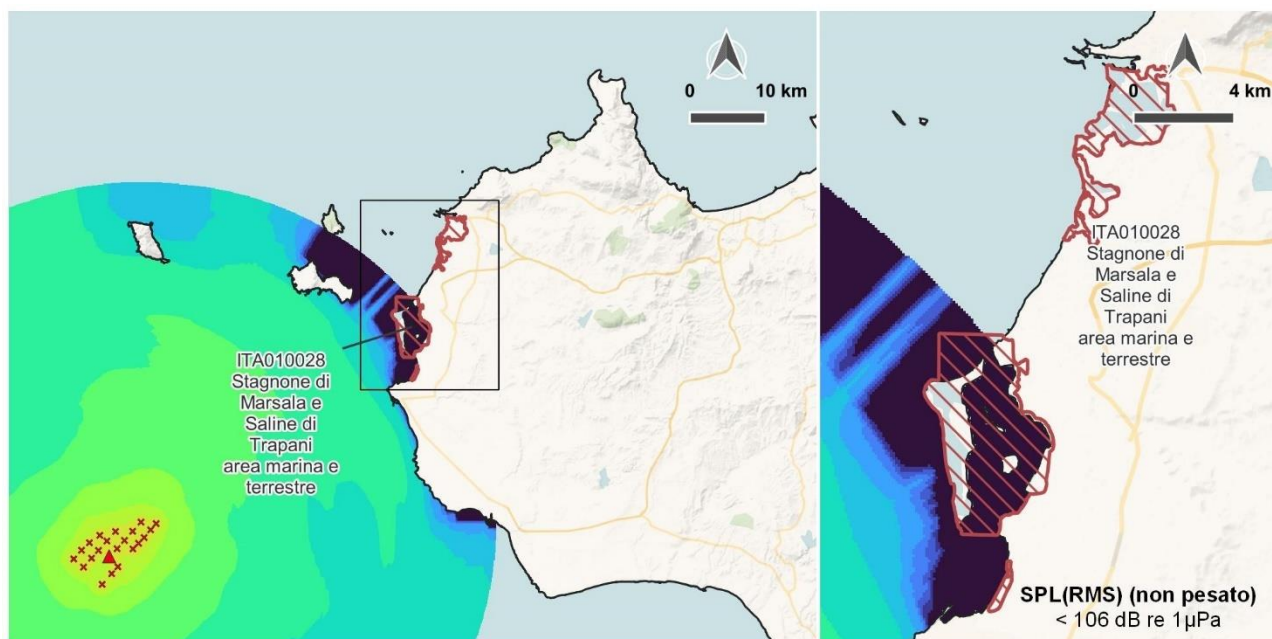 0 10 km
ITA010028
Stagnone di
Marsala e
Saline di
Trapani
area marina e
terrestre
0 4 km
ITA010028
Stagnone di
Marsala e
Saline di
Trapani
area marina e
terrestre
SPL(RMS) (non pesato)
< 106 dB re 1µPa